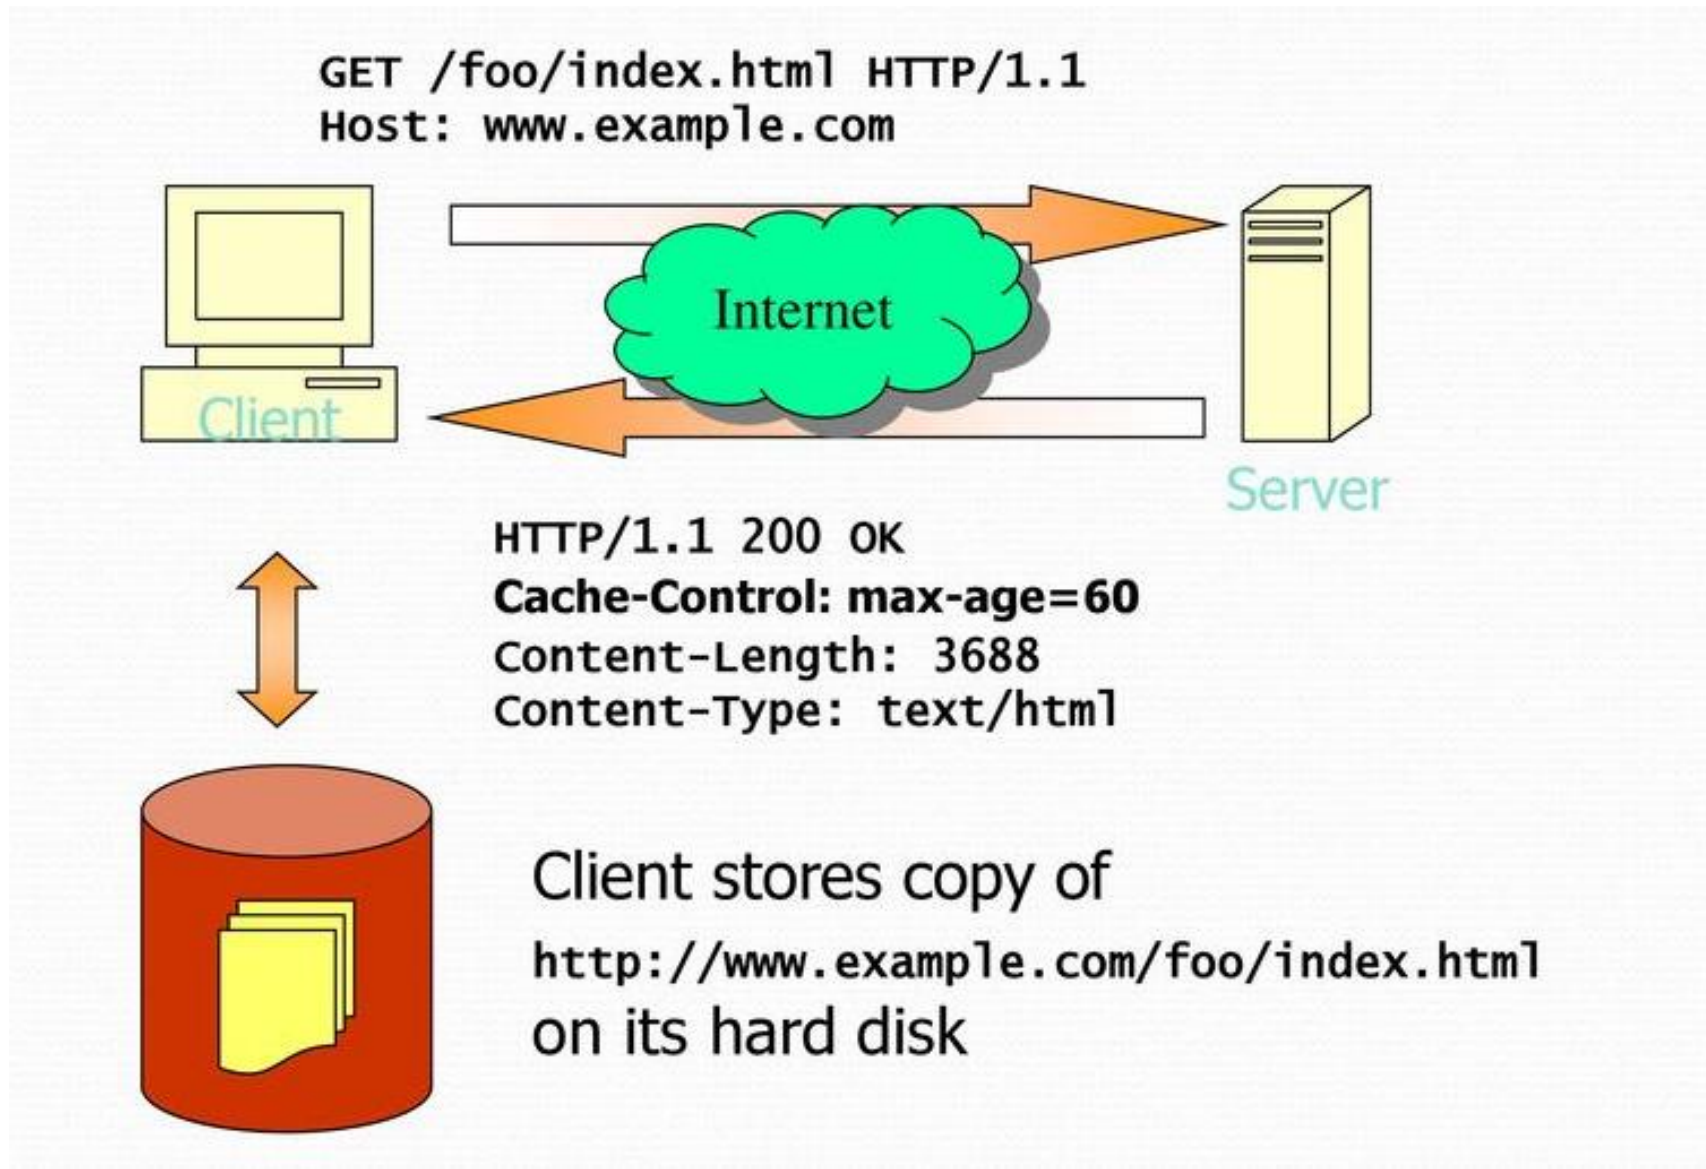 GET /foo/index.html HTTP/1.1
Host: www.example.com
Internet
Client
Server
HTTP/1.1 200 OK
Cache-Control: max-age=60
Content-Length: 3688
Content-Type: text/html
Client stores copy of
http://www.example.com/foo/index.html
on its hard disk